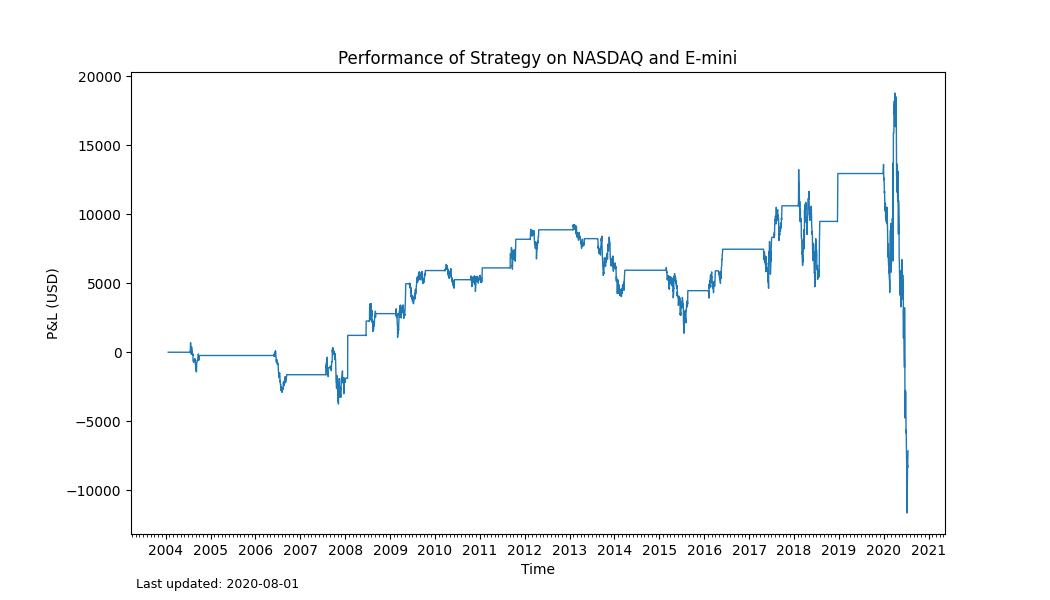 Performance of Strategy on NASDAQ and E-mini
20000
15000
10000
5000
0
−5000
−10000
P&L (USD)
2004 2005 2006 2007 2008 2009 2010 2011 2012 2013 2014 2015 2016 2017 2018 2019 2020 2021
Time
Last updated: 2020-08-01